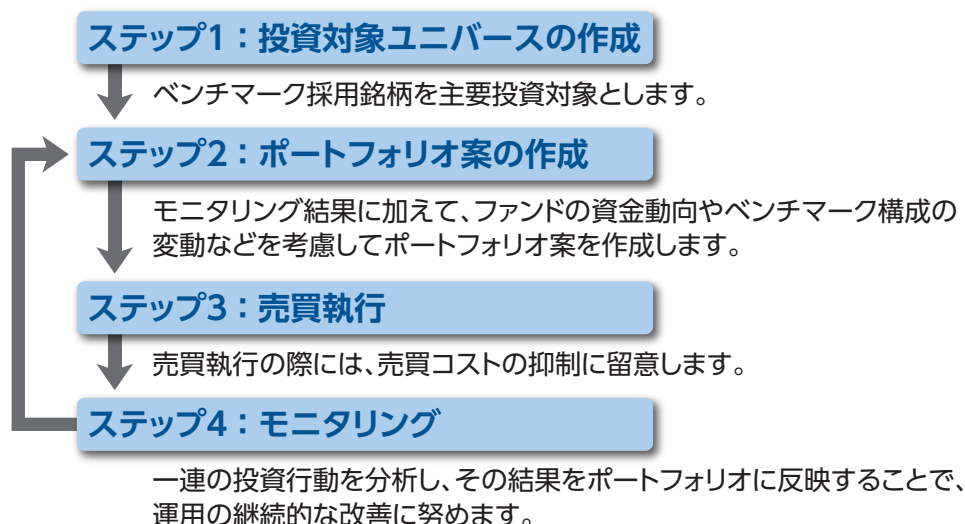 ステップ1：投資対象ユニバースの作成
ベンチマーク採用銘柄を主要投資対象とします。
ステップ2：ポートフォリオ案の作成
モニタリング結果に加えて、ファンドの資金動向やベンチマーク構成の
変動などを考慮してポートフォリオ案を作成します。
ステップ3：売買執行
売買執行の際には、売買コストの抑制に留意します。
ステップ4：モニタリング
一連の投資行動を分析し、その結果をポートフォリオに反映することで、
運用の継続的な改善に努めます。